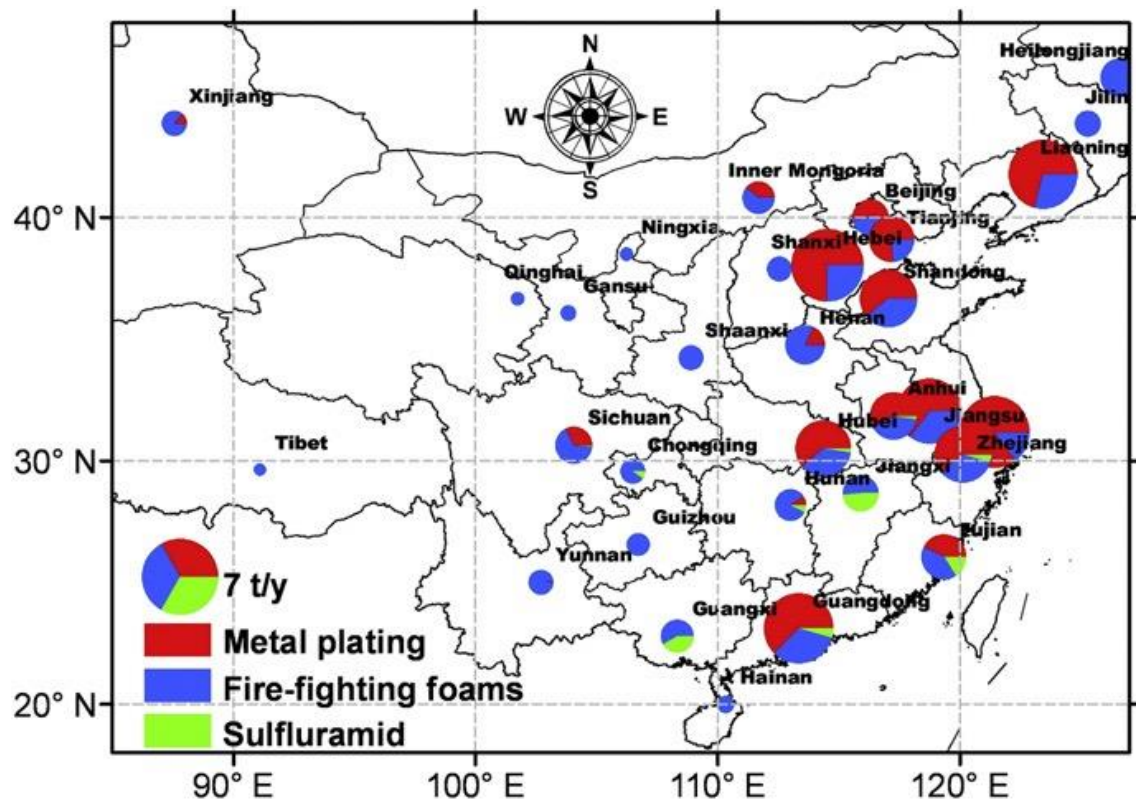 N
Heilongjiang
Xinjiang
Jilin
W
E
Liaoning
S
Inner Mongoria
Beijing
40° N
Tianjing
Ningxia
Shanxi
Hebei
Qinghai
Gansu
Shandong
Henan
Shaanxi
Anhui
Sichuan
Hubei
Jiangsu
Tibet
Chongqing
Zhejiang
30° N
Jiangxi
Hunan
Guizhou
Fujian
Yunnan
7 t/y
Guangxi
Guangdong
Metal plating
Hainan
Fire-fighting foams
20° N
Sulfluramid
90° E
100° E
110° E
120° E